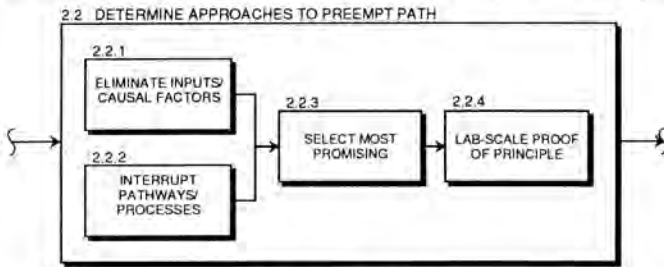 2.2 DETERMINE APPROACHES TO PREEMPT PATH
2.2.1
ELIMINATE INPUTS/
CAUSAL FACTORS
2.2.2
INTERRUPT
PATHWAYS/
PROCESSES
2.2.3
SELECT MOST
PROMISING
2.2.4
LAB-SCALE PROOF
OF PRINCIPLE